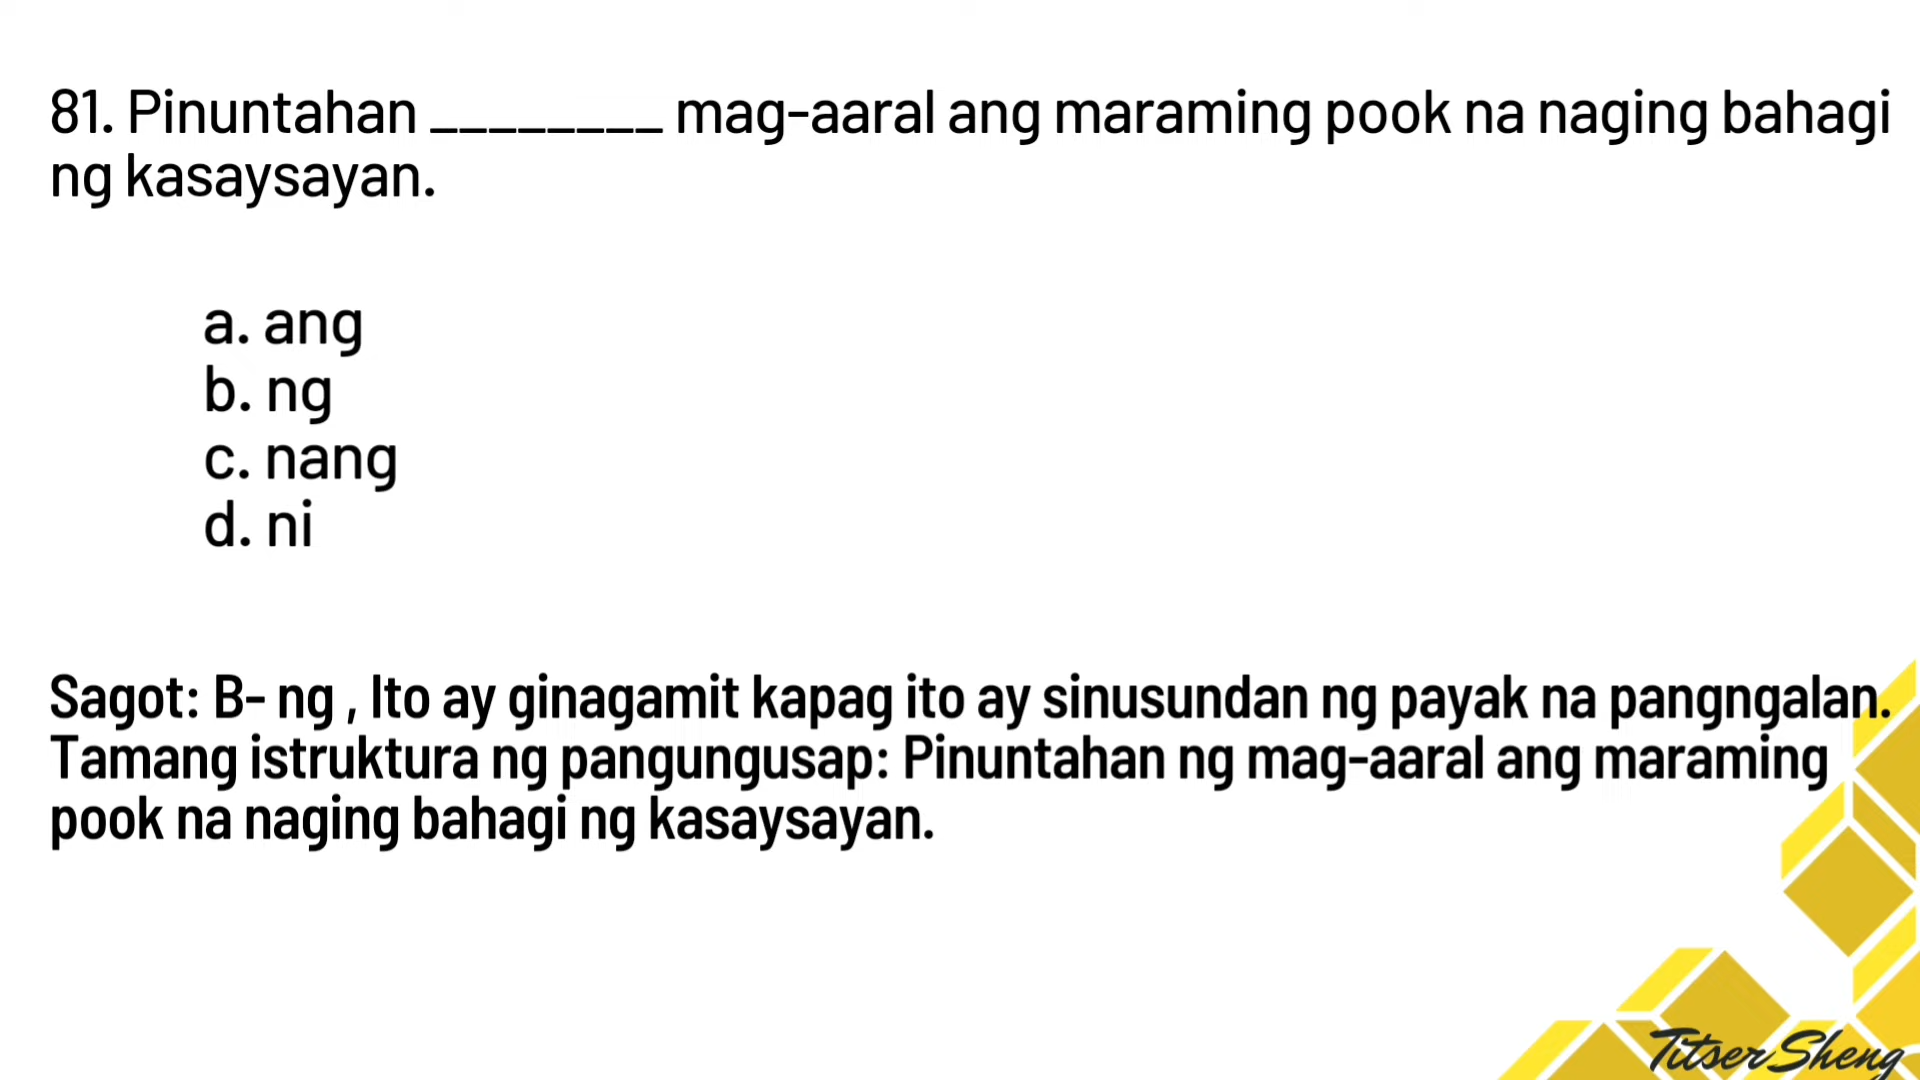 81. Pinuntahan ________ mag-aaral ang maraming pook na naging bahagi
ng kasaysayan.
a. ang
b. ng
c. nang
d. ni
Sagot: B- ng , Ito ay ginagamit kapag ito ay sinusundan ng payak na pangngalan.
Tamang istruktura ng pangungusap: Pinuntahan ng mag-aaral ang maraming
pook na naging bahagi ng kasaysayan.
Titser Sheng